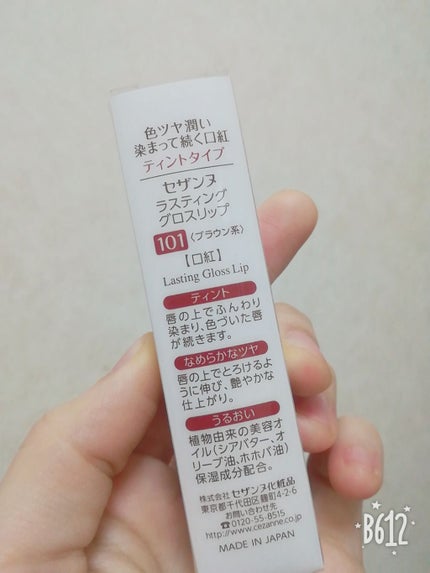 色ツヤ潤い
染まって続く口紅
ティントタイプ
セザンヌ
ラスティング
グロスリップ
101〈ブラウン系〉
【口紅】
Lasting Gloss Lip
ティント
唇の上でふんわり
染まり、色づいた唇
が続きます。
なめらかなツヤ
唇の上でとろけるよ
うに伸び、艶やかな
仕上がり。
うるおい
植物由来の美容オ
イル(シアバター、オ
リーブ油、ホホバ油)
保湿成分配合。
株式会社 セザンヌ化粧品
東京都千代田区麹町4-2-6
お問い合わせ先
☎0120-55-8515
http://www.cezanne.co.jp
MADE IN JAPAN
B612